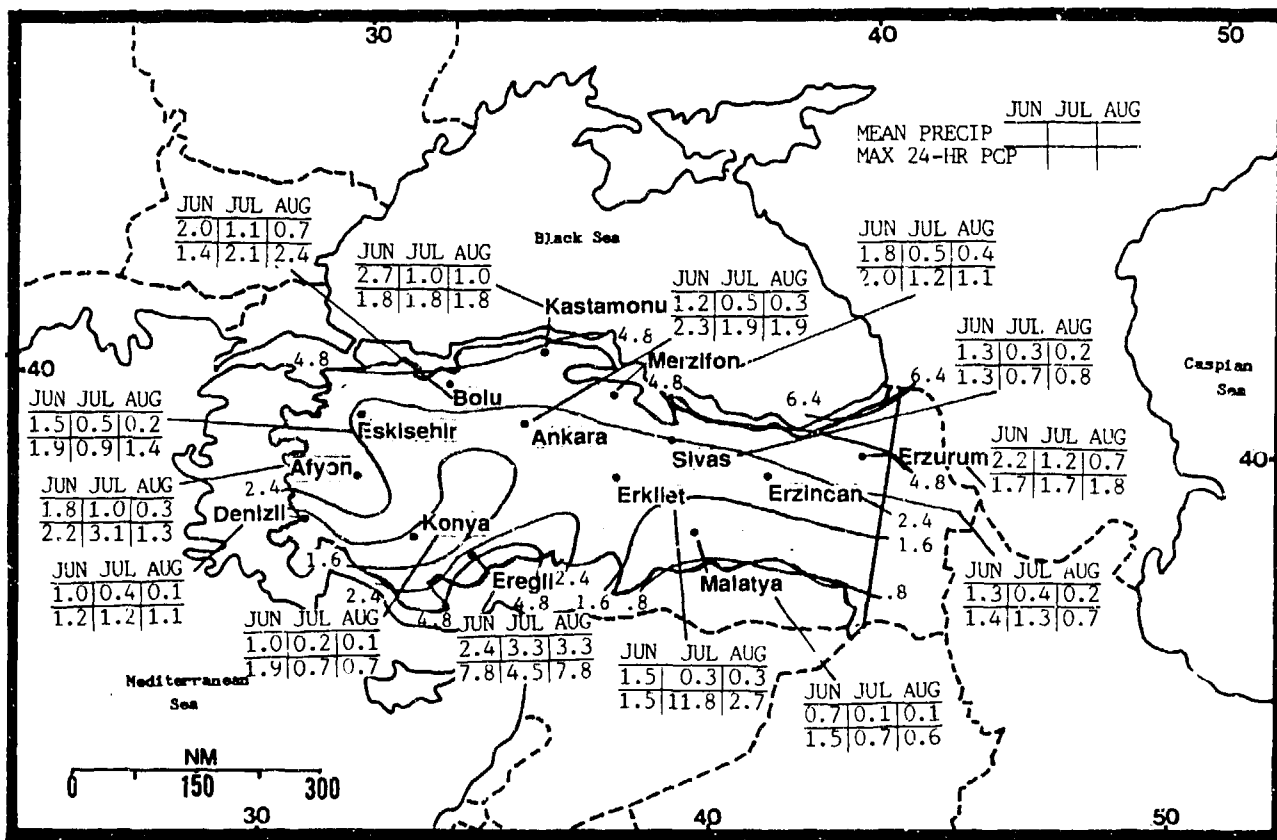 30 40 50
JUN JUL AUG
MEAN PRECIP
MAX 24-HR PCP
JUN JUL AUG
2.0 1.1 0.7
1.4 2.1 2.4
Black Sea
JUN JUL AUG
2.7 1.0 1.0
1.8 1.8 1.8
JUN JUL AUG
1.8 0.5 0.4
2.0 1.2 1.1
JUN JUL AUG
1.2 0.5 0.3
2.3 1.9 1.9
Kastamonu
4.8
JUN JUL AUG
1.3 0.3 0.2
1.3 0.7 0.8
Caspian
Sea
40
4.8
Merzifon
4.8
6.4
6.4
Bolu
JUN JUL AUG
1.5 0.5 0.2
1.9 0.9 1.4
Eskisehir
Ankara
Sivas
Erzurum
4.8
JUN JUL AUG
2.2 1.2 0.7
1.7 1.7 1.8
40
Afyon
2.4
JUN JUL AUG
1.8 1.0 0.3
2.2 3.1 1.3
Denizli
Konya
Erkilet
Erzincan
2.4
1.6
1.6
JUN JUL AUG
1.0 0.4 0.1
1.2 1.2 1.1
2.4
4.8
Eregli
4.8
2.4
1.6
.8
Malatya
.8
JUN JUL AUG
1.3 0.4 0.2
1.4 1.3 0.7
JUN JUL AUG
1.0 0.2 0.1
1.9 0.7 0.7
JUN JUL AUG
2.4 3.3 3.3
7.8 4.5 7.8
JUN JUL AUG
1.5 0.3 0.3
1.5 11.8 2.7
JUN JUL AUG
0.7 0.1 0.1
1.5 0.7 0.6
Mediterranean
Sea
NM
0 150 300
30 40 50